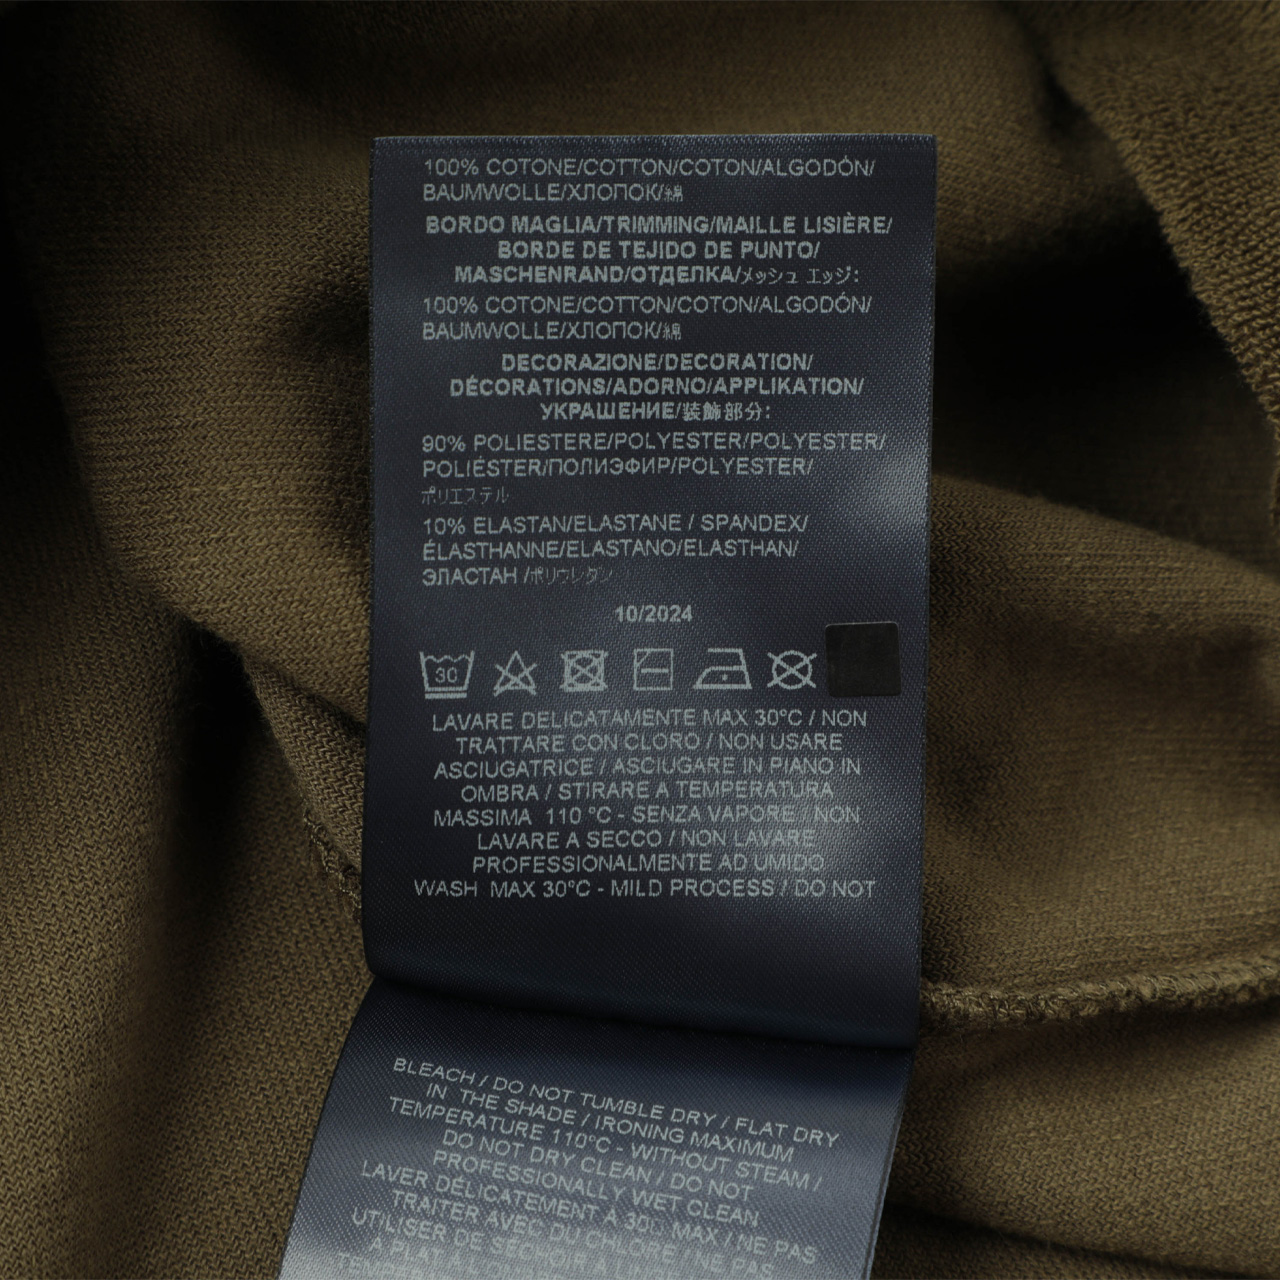 100% COTONE/COTTON/COTON/ALGODÓN/
BAUMWOLLE/ХЛОПОК/綿
BORDO MAGLIA/TRIMMING/MAILLE LISIÈRE/
BORDE DE TEJIDO DE PUNTO/
MASCHENRAND/ОТДЕЛКА/メッシュ エッジ:
100% COTONE/COTTON/COTON/ALGODÓN/
BAUMWOLLE/ХЛОПОК/綿
DECORAZIONE/DECORATION/
DÉCORATIONS/ADORNO/APPLIKATION/
УКРАШЕНИЕ/装飾部分:
90% POLIESTERE/POLYESTER/POLYESTER/
POLIÉSTER/ПОЛИЭФИР/POLYESTER/
ポリエステル
10% ELASTAN/ELASTANE / SPANDEX/
ÉLASTHANNE/ELASTANO/ELASTHAN/
ЭЛАСТАН /ポリウレタン
10/2024
30
LAVARE DELICATAMENTE MAX 30°C / NON
TRATTARE CON CLORO / NON USARE
ASCIUGATRICE / ASCIUGARE IN PIANO IN
OMBRA / STIRARE A TEMPERATURA
MASSIMA 110 °C - SENZA VAPORE / NON
LAVARE A SECCO / NON LAVARE
PROFESSIONALMENTE AD UMIDO
WASH MAX 30°C - MILD PROCESS / DO NOT
BLEACH / DO NOT TUMBLE DRY / FLAT DRY
IN THE SHADE / IRONING MAXIMUM
TEMPERATURE 110°C - WITHOUT STEAM /
DO NOT DRY CLEAN / DO NOT
PROFESSIONALLY WET CLEAN
LAVER DÉLICATEMENT À MAX / NE PAS
TRAITER AVEC DU CHLORE / NE PAS
UTILISER DE SÉCHOIR /
À PLAT À